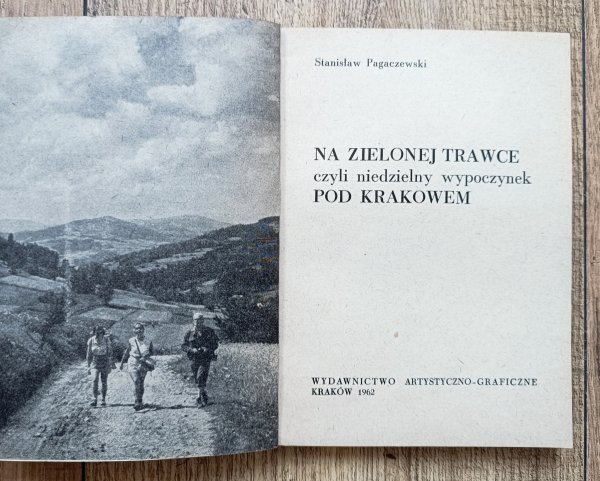 Stanisław Pagaczewski
NA ZIELONEJ TRAWCE
czyli niedzielny wypoczynek
POD KRAKOWEM
WYDAWNICTWO ARTYSTYCZNO-GRAFICZNE
KRAKÓW 1962